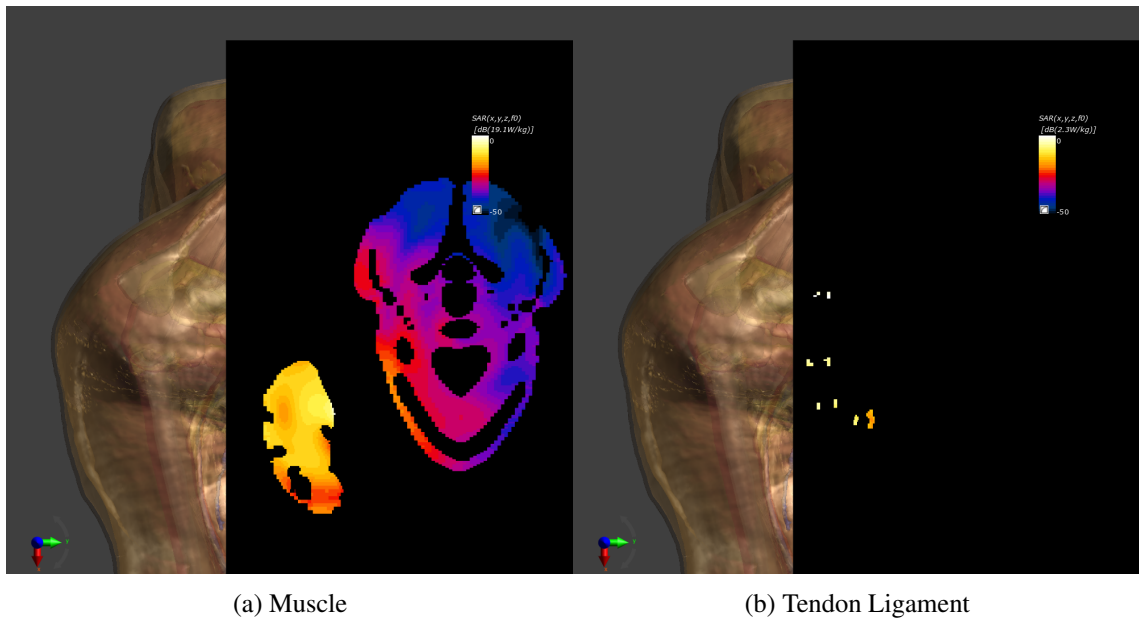 SAR(x,y,z,f0)
[dB(19.1W/kg)]
0
-50
Y
SAR(x,y,z,f0)
[dB(2.3W/kg)]
0
-50
Y
(a) Muscle
(b) Tendon Ligament